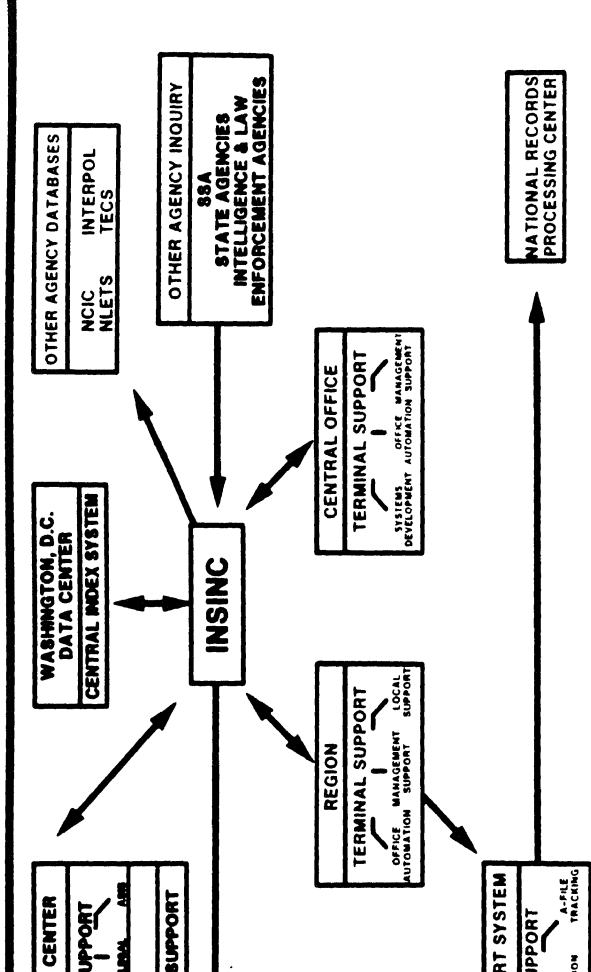 OTHER AGENCY DATABASES
NCIC INTERPOL
NLETS TECS
OTHER AGENCY INQUIRY
SSA
STATE AGENCIES
INTELLIGENCE & LAW
ENFORCEMENT AGENCIES
NATIONAL RECORDS
PROCESSING CENTER
WASHINGTON, D.C.
DATA CENTER
CENTRAL INDEX SYSTEM
INSINC
CENTRAL OFFICE
TERMINAL SUPPORT
SYSTEMS OFFICE MANAGEMENT
DEVELOPMENT AUTOMATION SUPPORT
REGION
TERMINAL SUPPORT
OFFICE MANAGEMENT LOCAL
AUTOMATION SUPPORT SUPPORT
CENTER
UPPORT
SUPPORT
RT SYSTEM
PPORT
A-FILE
ION TRACKING